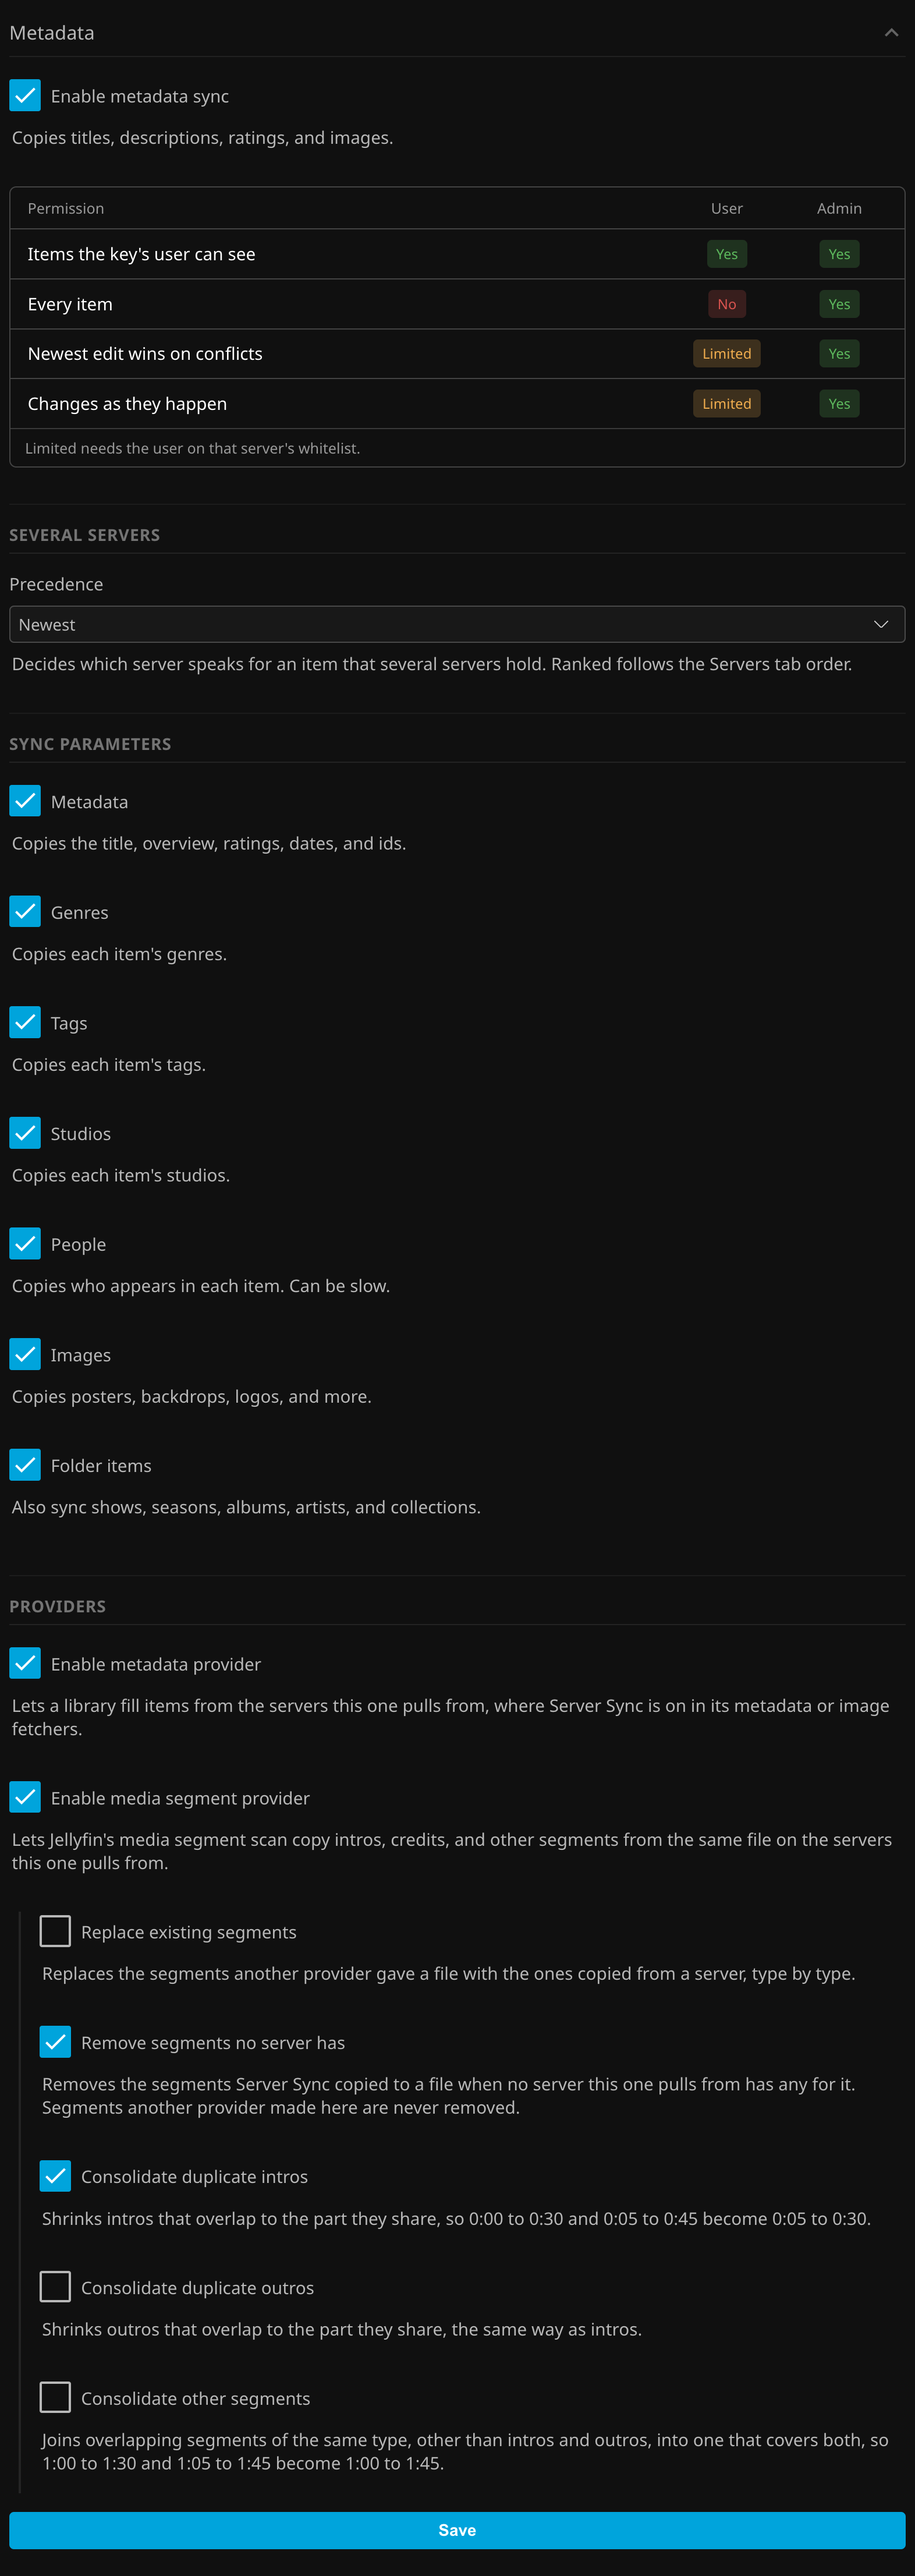 Metadata
Enable metadata sync
Copies titles, descriptions, ratings, and images.
Permission User Admin
Items the key's user can see Yes Yes
Every item No Yes
Newest edit wins on conflicts Limited Yes
Changes as they happen Limited Yes
Limited needs the user on that server's whitelist.
SEVERAL SERVERS
Precedence
Newest
Decides which server speaks for an item that several servers hold. Ranked follows the Servers tab order.
SYNC PARAMETERS
Metadata
Copies the title, overview, ratings, dates, and ids.
Genres
Copies each item's genres.
Tags
Copies each item's tags.
Studios
Copies each item's studios.
People
Copies who appears in each item. Can be slow.
Images
Copies posters, backdrops, logos, and more.
Folder items
Also sync shows, seasons, albums, artists, and collections.
PROVIDERS
Enable metadata provider
Lets a library fill items from the servers this one pulls from, where Server Sync is on in its metadata or image
fetchers.
Enable media segment provider
Lets Jellyfin's media segment scan copy intros, credits, and other segments from the same file on the servers
this one pulls from.
Replace existing segments
Replaces the segments another provider gave a file with the ones copied from a server, type by type.
Remove segments no server has
Removes the segments Server Sync copied to a file when no server this one pulls from has any for it.
Segments another provider made here are never removed.
Consolidate duplicate intros
Shrinks intros that overlap to the part they share, so 0:00 to 0:30 and 0:05 to 0:45 become 0:05 to 0:30.
Consolidate duplicate outros
Shrinks outros that overlap to the part they share, the same way as intros.
Consolidate other segments
Joins overlapping segments of the same type, other than intros and outros, into one that covers both, so
1:00 to 1:30 and 1:05 to 1:45 become 1:00 to 1:45.
Save